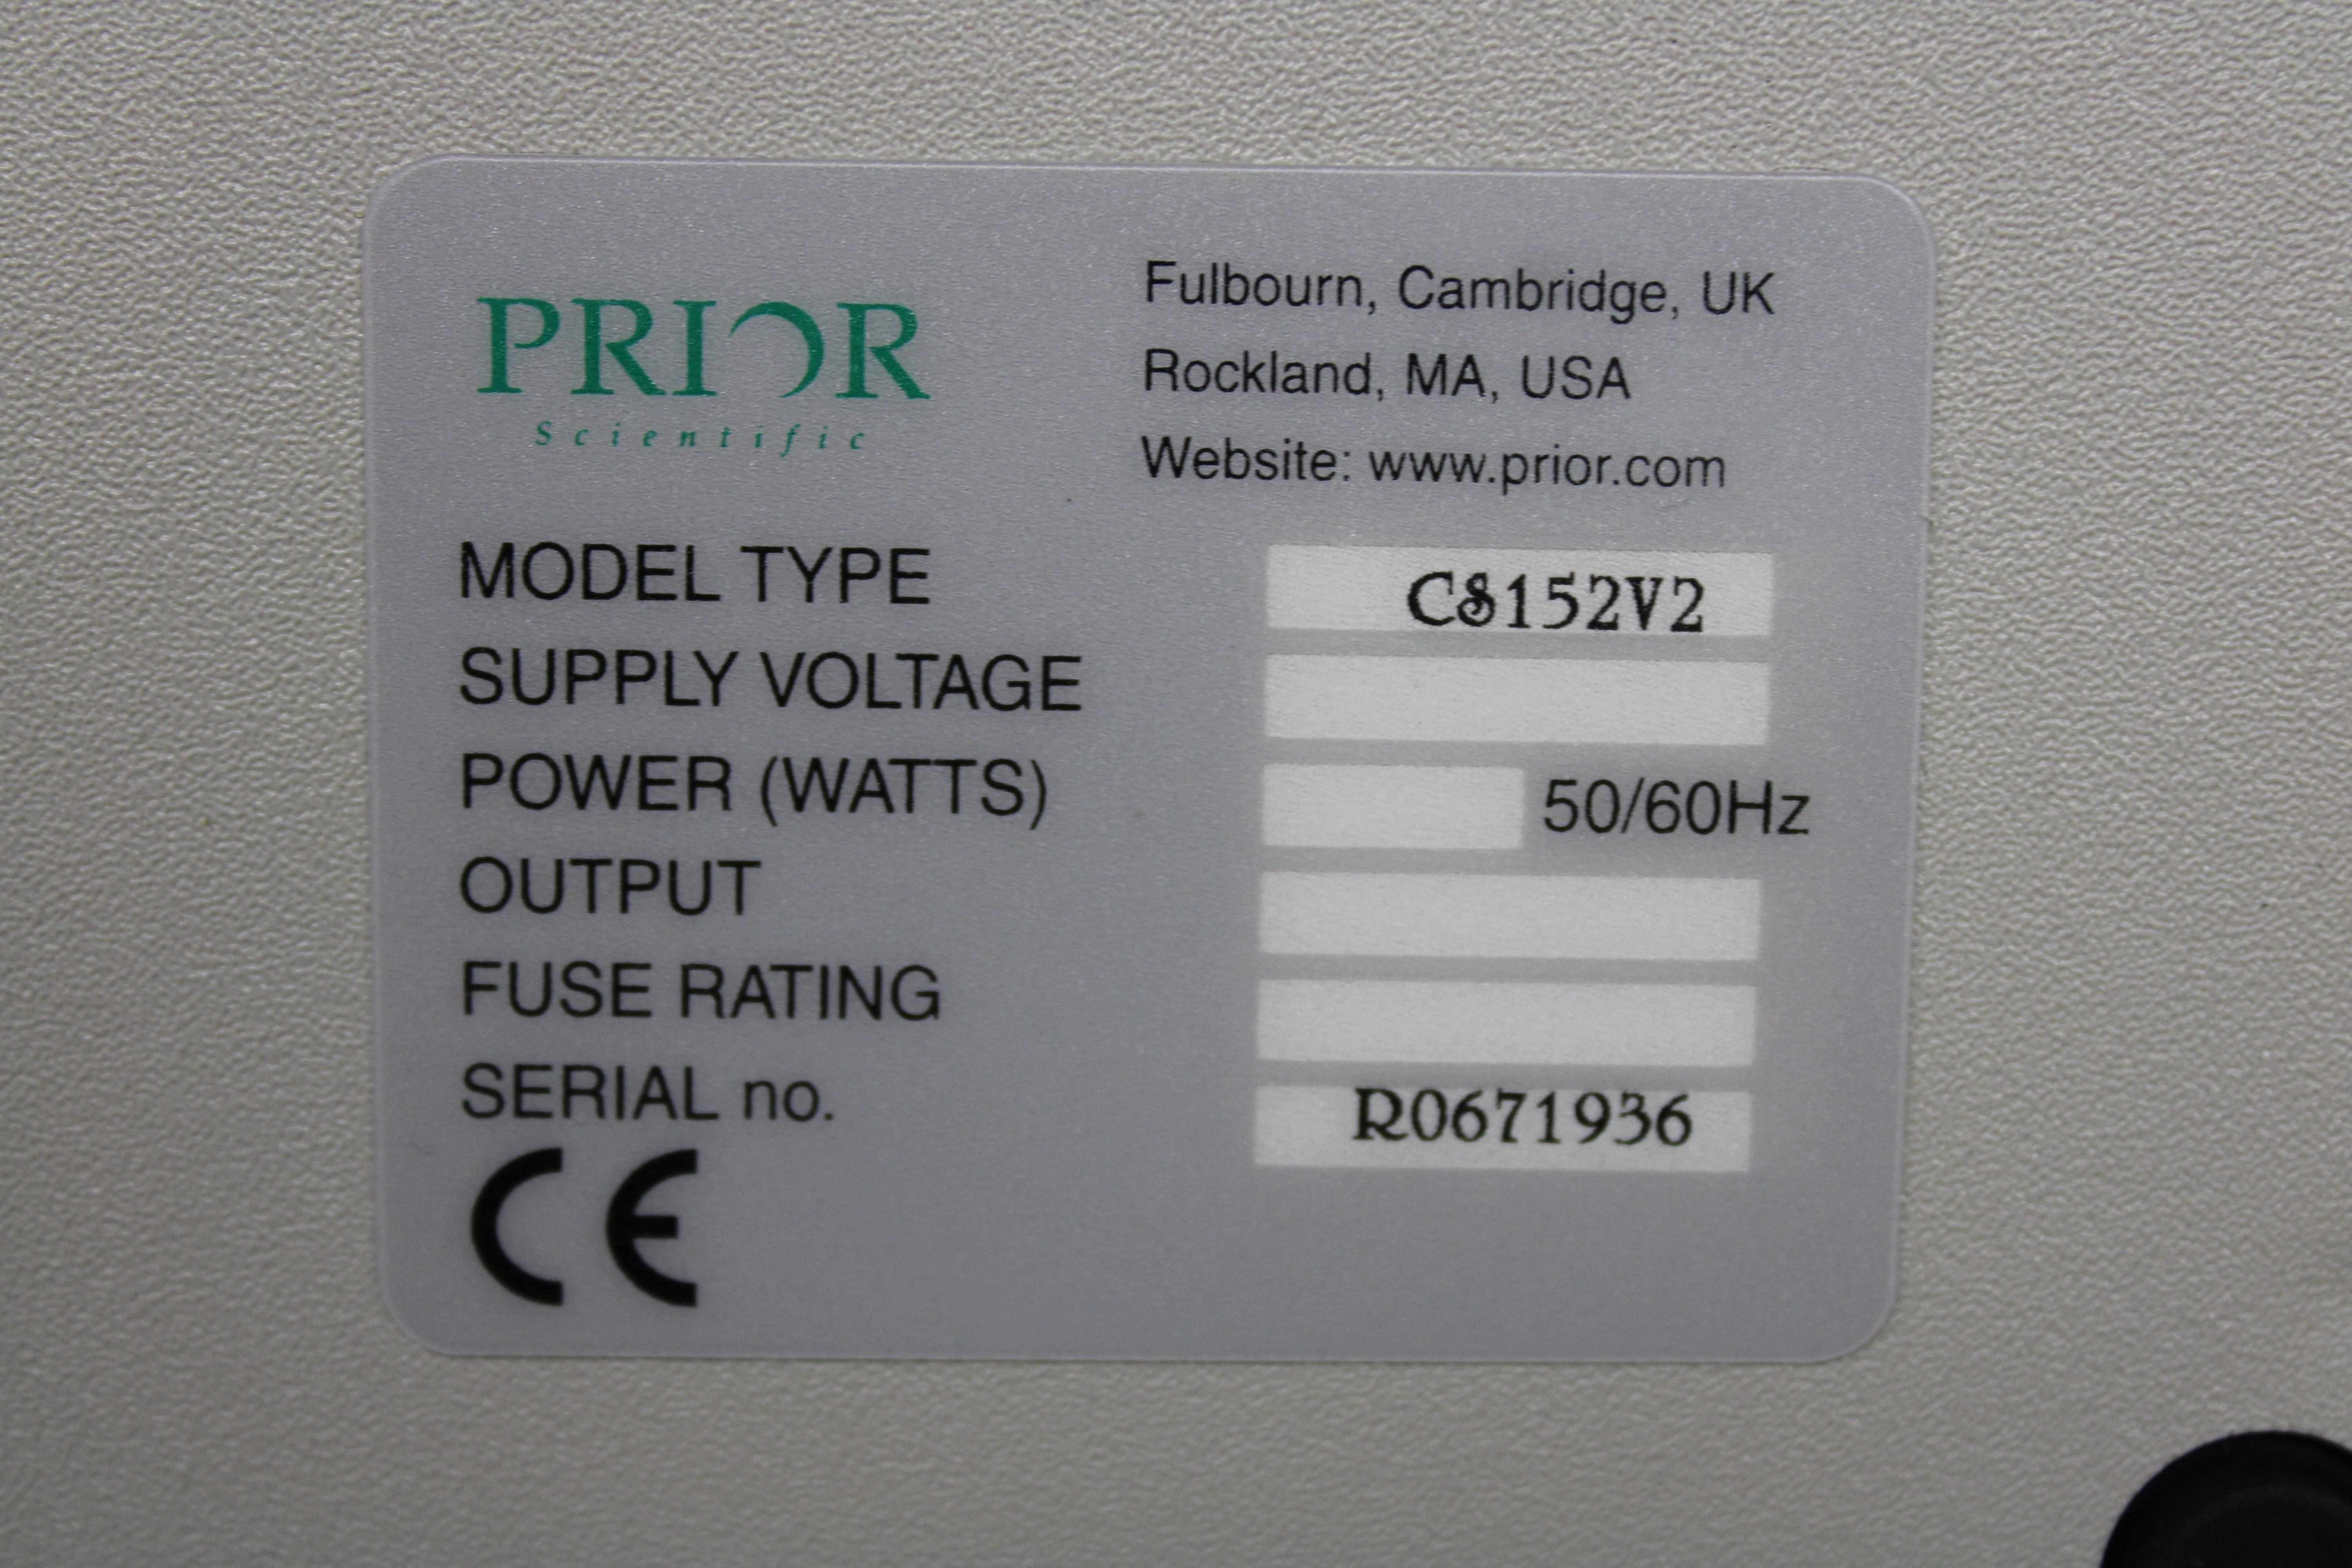 PRIOR
Scientific
Fulbourn, Cambridge, UK
Rockland, MA, USA
Website: www.prior.com
MODEL TYPE CS152V2
SUPPLY VOLTAGE
POWER (WATTS) 50/60Hz
OUTPUT
FUSE RATING
SERIAL no. R0671936
CE